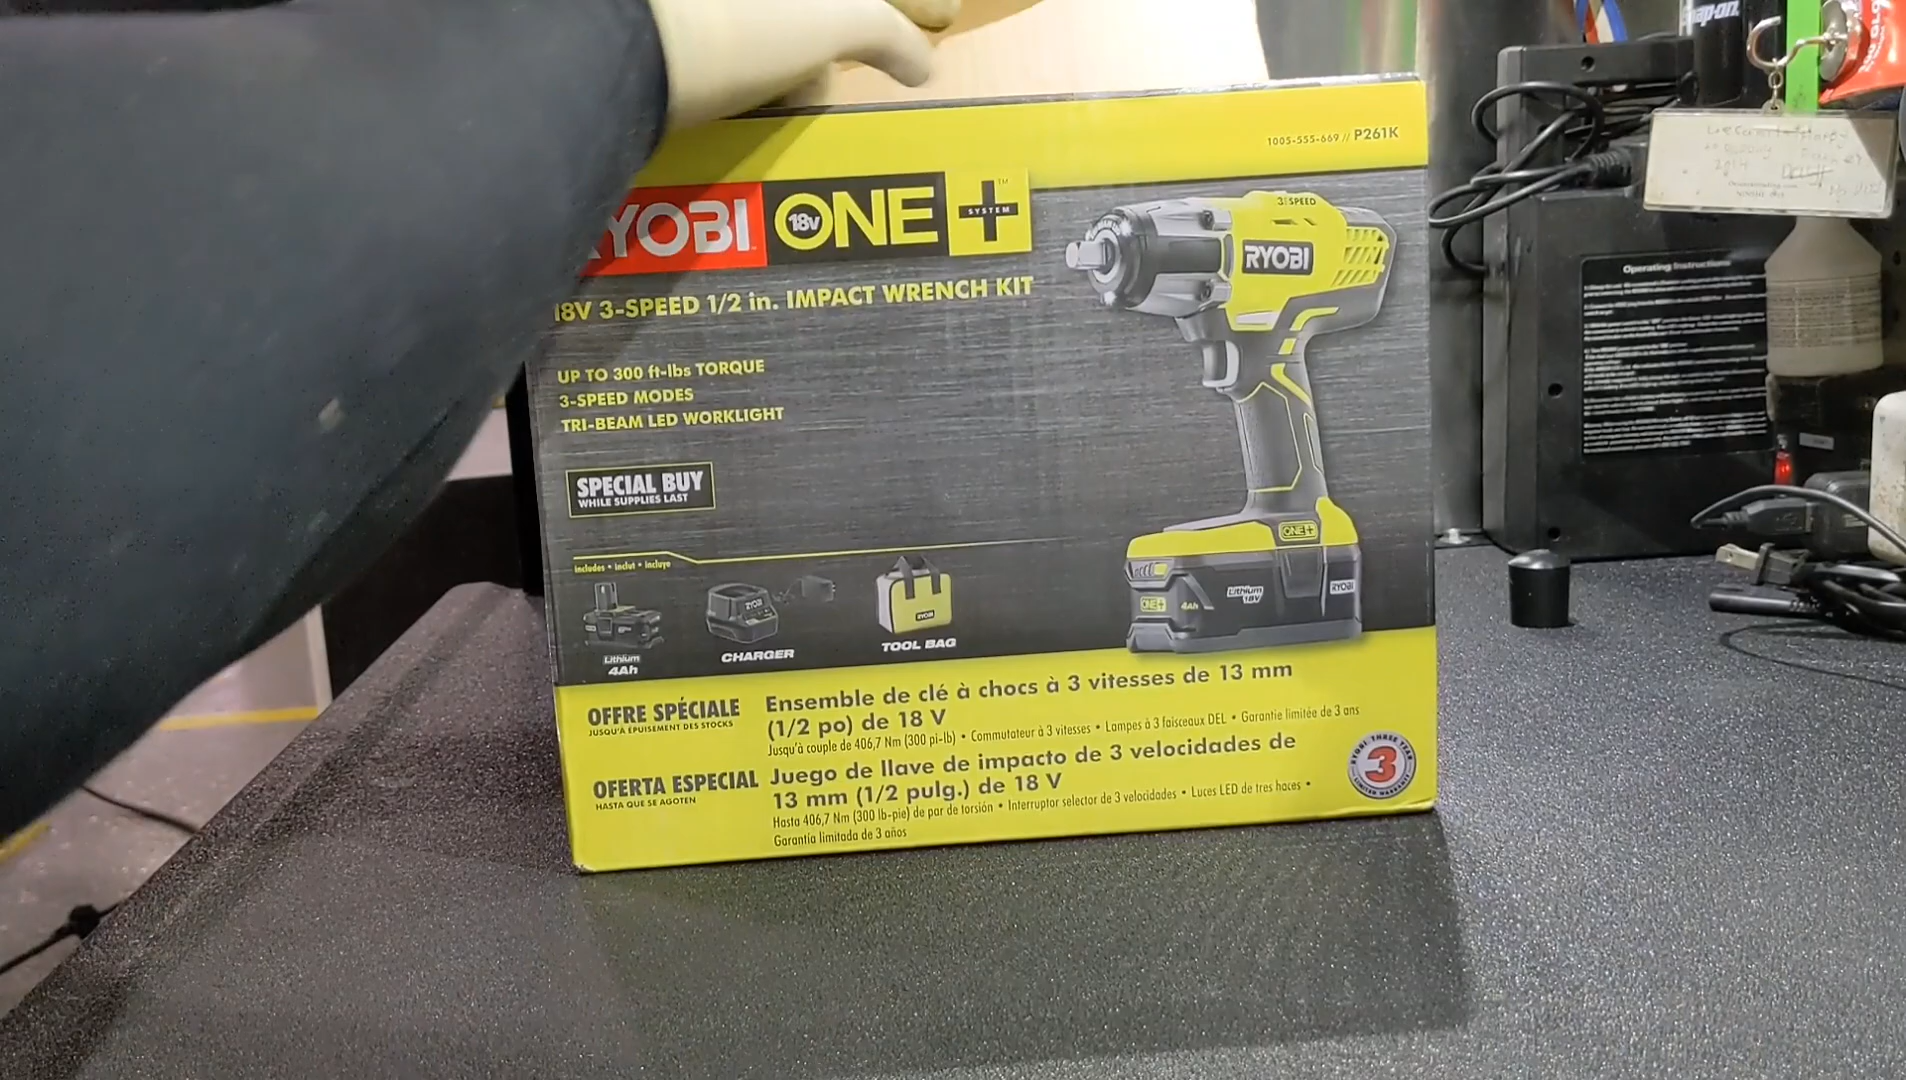 1005-555-669 // P261K
RYOBI 18V ONE+ SYSTEM™
18V 3-SPEED 1/2 in. IMPACT WRENCH KIT
UP TO 300 ft-lbs TORQUE
3-SPEED MODES
TRI-BEAM LED WORKLIGHT
SPECIAL BUY
WHILE SUPPLIES LAST
includes • inclut • incluye
Lithium
4Ah
CHARGER
TOOL BAG
3 SPEED
RYOBI
ONE+
ONE+ 4Ah Lithium 18V RYOBI
OFFRE SPÉCIALE
JUSQU'À ÉPUISEMENT DES STOCKS
Ensemble de clé à chocs à 3 vitesses de 13 mm
(1/2 po) de 18 V
Jusqu'à couple de 406,7 Nm (300 pi-lb) • Commutateur à 3 vitesses • Lampes à 3 faisceaux DEL • Garantie limitée de 3 ans
OFERTA ESPECIAL
HASTA QUE SE AGOTEN
Juego de llave de impacto de 3 velocidades de
13 mm (1/2 pulg.) de 18 V
Hasta 406,7 Nm (300 lb-pie) de par de torsión • Interruptor selector de 3 velocidades • Luces LED de tres haces •
Garantía limitada de 3 años
RYOBI THREE YEAR
3
LIMITED WARRANTY
Snap-on
Operating Instructions